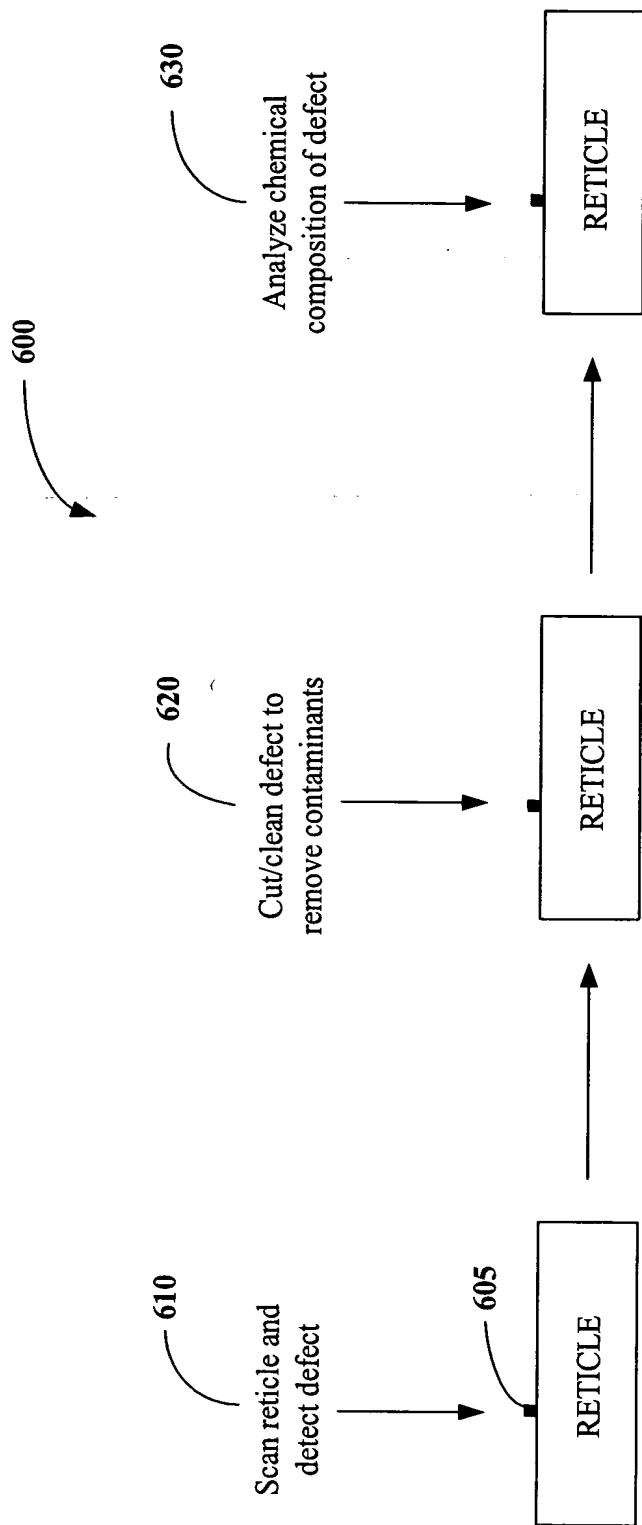 600
610
Scan reticle and
detect defect
605
RETICLE
620
Cut/clean defect to
remove contaminants
RETICLE
630
Analyze chemical
composition of defect
RETICLE